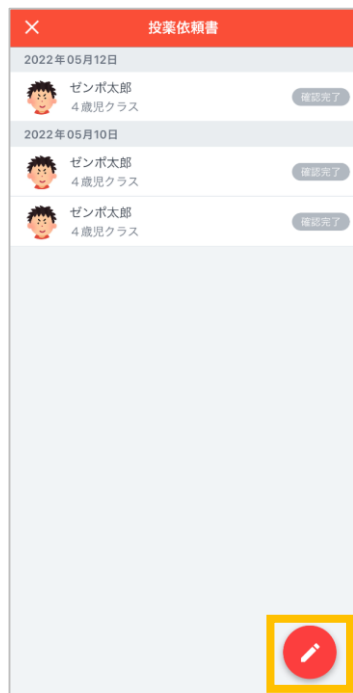 投薬依頼書
2022年05月12日
ゼンポ太郎
4歳児クラス
確認完了
2022年05月10日
ゼンポ太郎
4歳児クラス
確認完了
ゼンポ太郎
4歳児クラス
確認完了